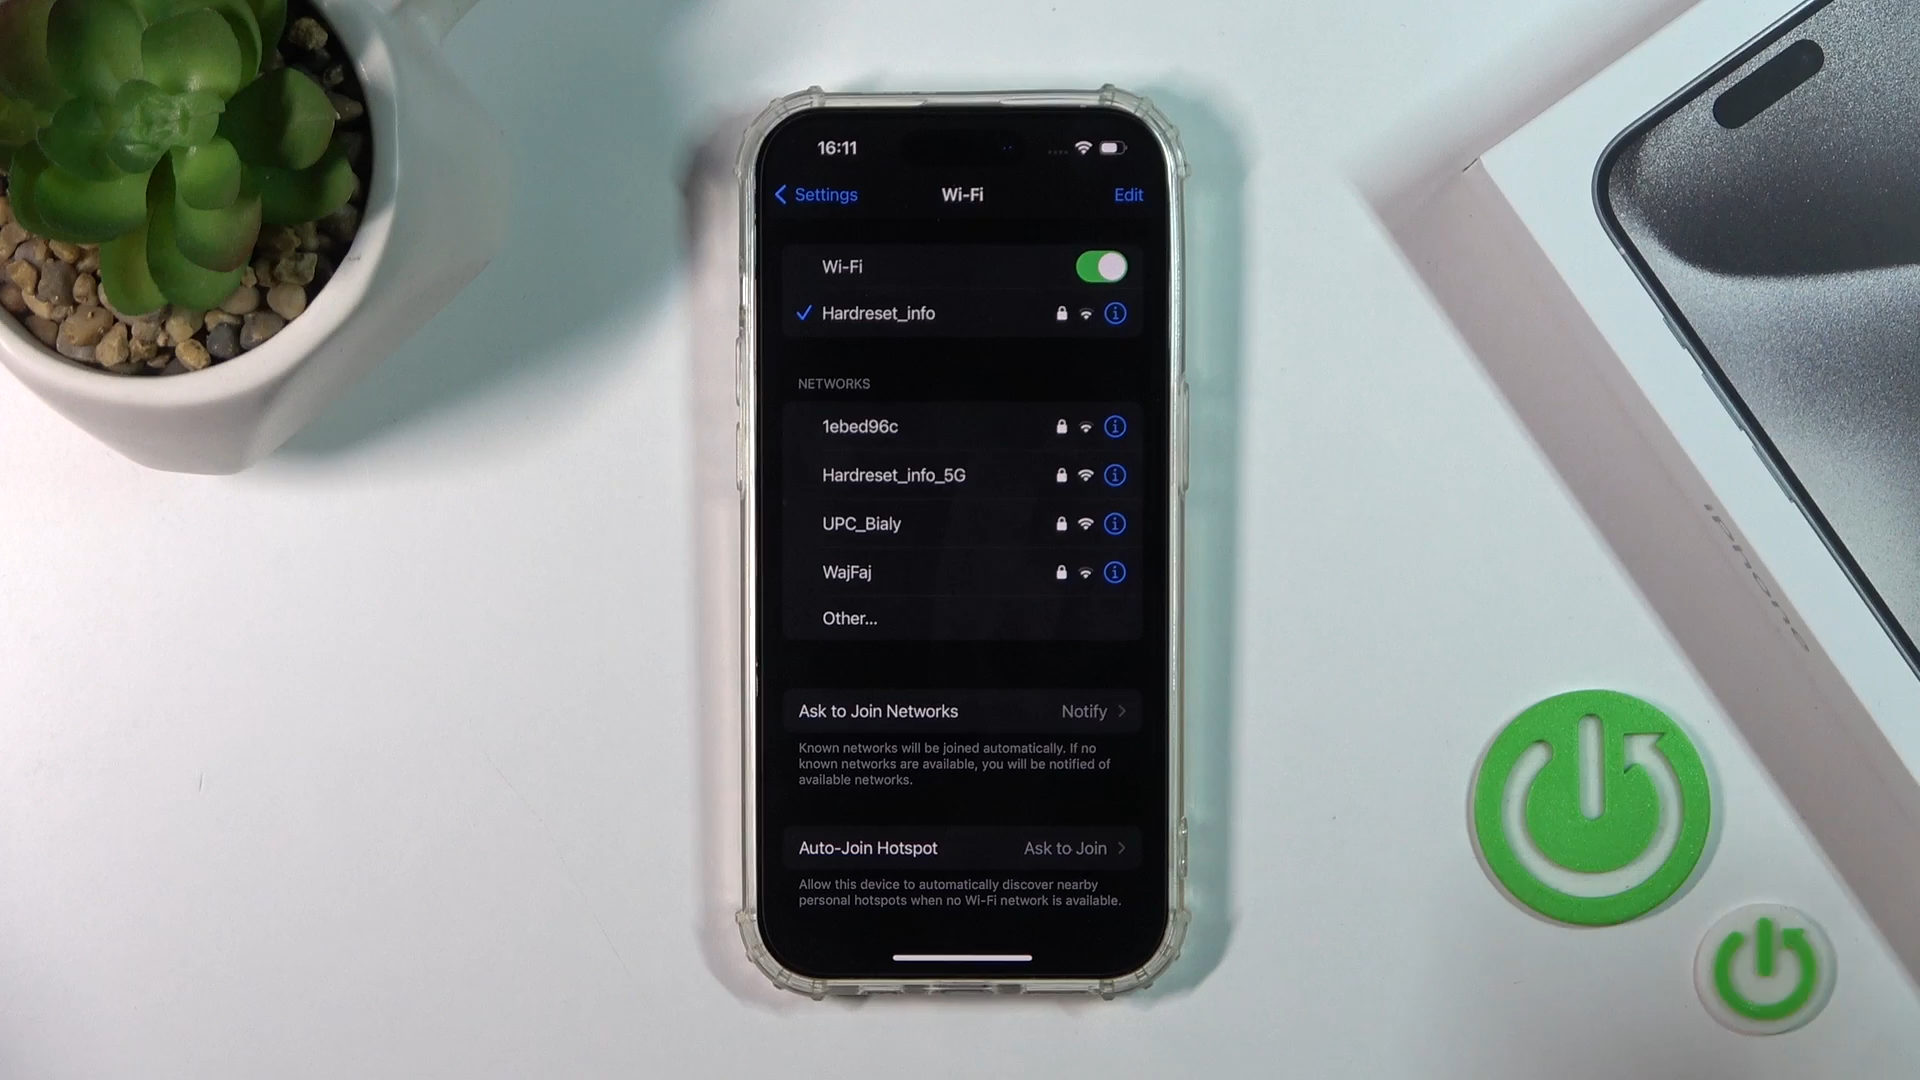 16:11
Settings
Wi-Fi
Edit
Wi-Fi
Hardreset_info
NETWORKS
1ebed96c
Hardreset_info_5G
UPC_Bialy
WajFaj
Other...
Ask to Join Networks Notify
Known networks will be joined automatically. If no
known networks are available, you will be notified of
available networks.
Auto-Join Hotspot Ask to Join
Allow this device to automatically discover nearby
personal hotspots when no Wi-Fi network is available.
iPhone